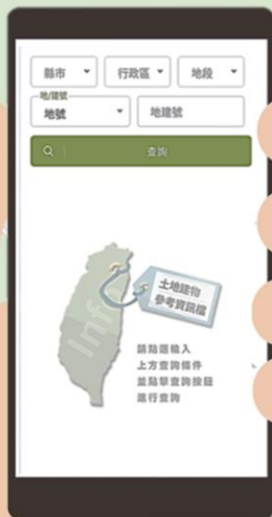 縣市
行政區
地段
地/建號
地號
地建號
查詢
土地建物
參考資訊檔
Info
請點選輸入
上方查詢條件
並點擊查詢按鈕
進行查詢